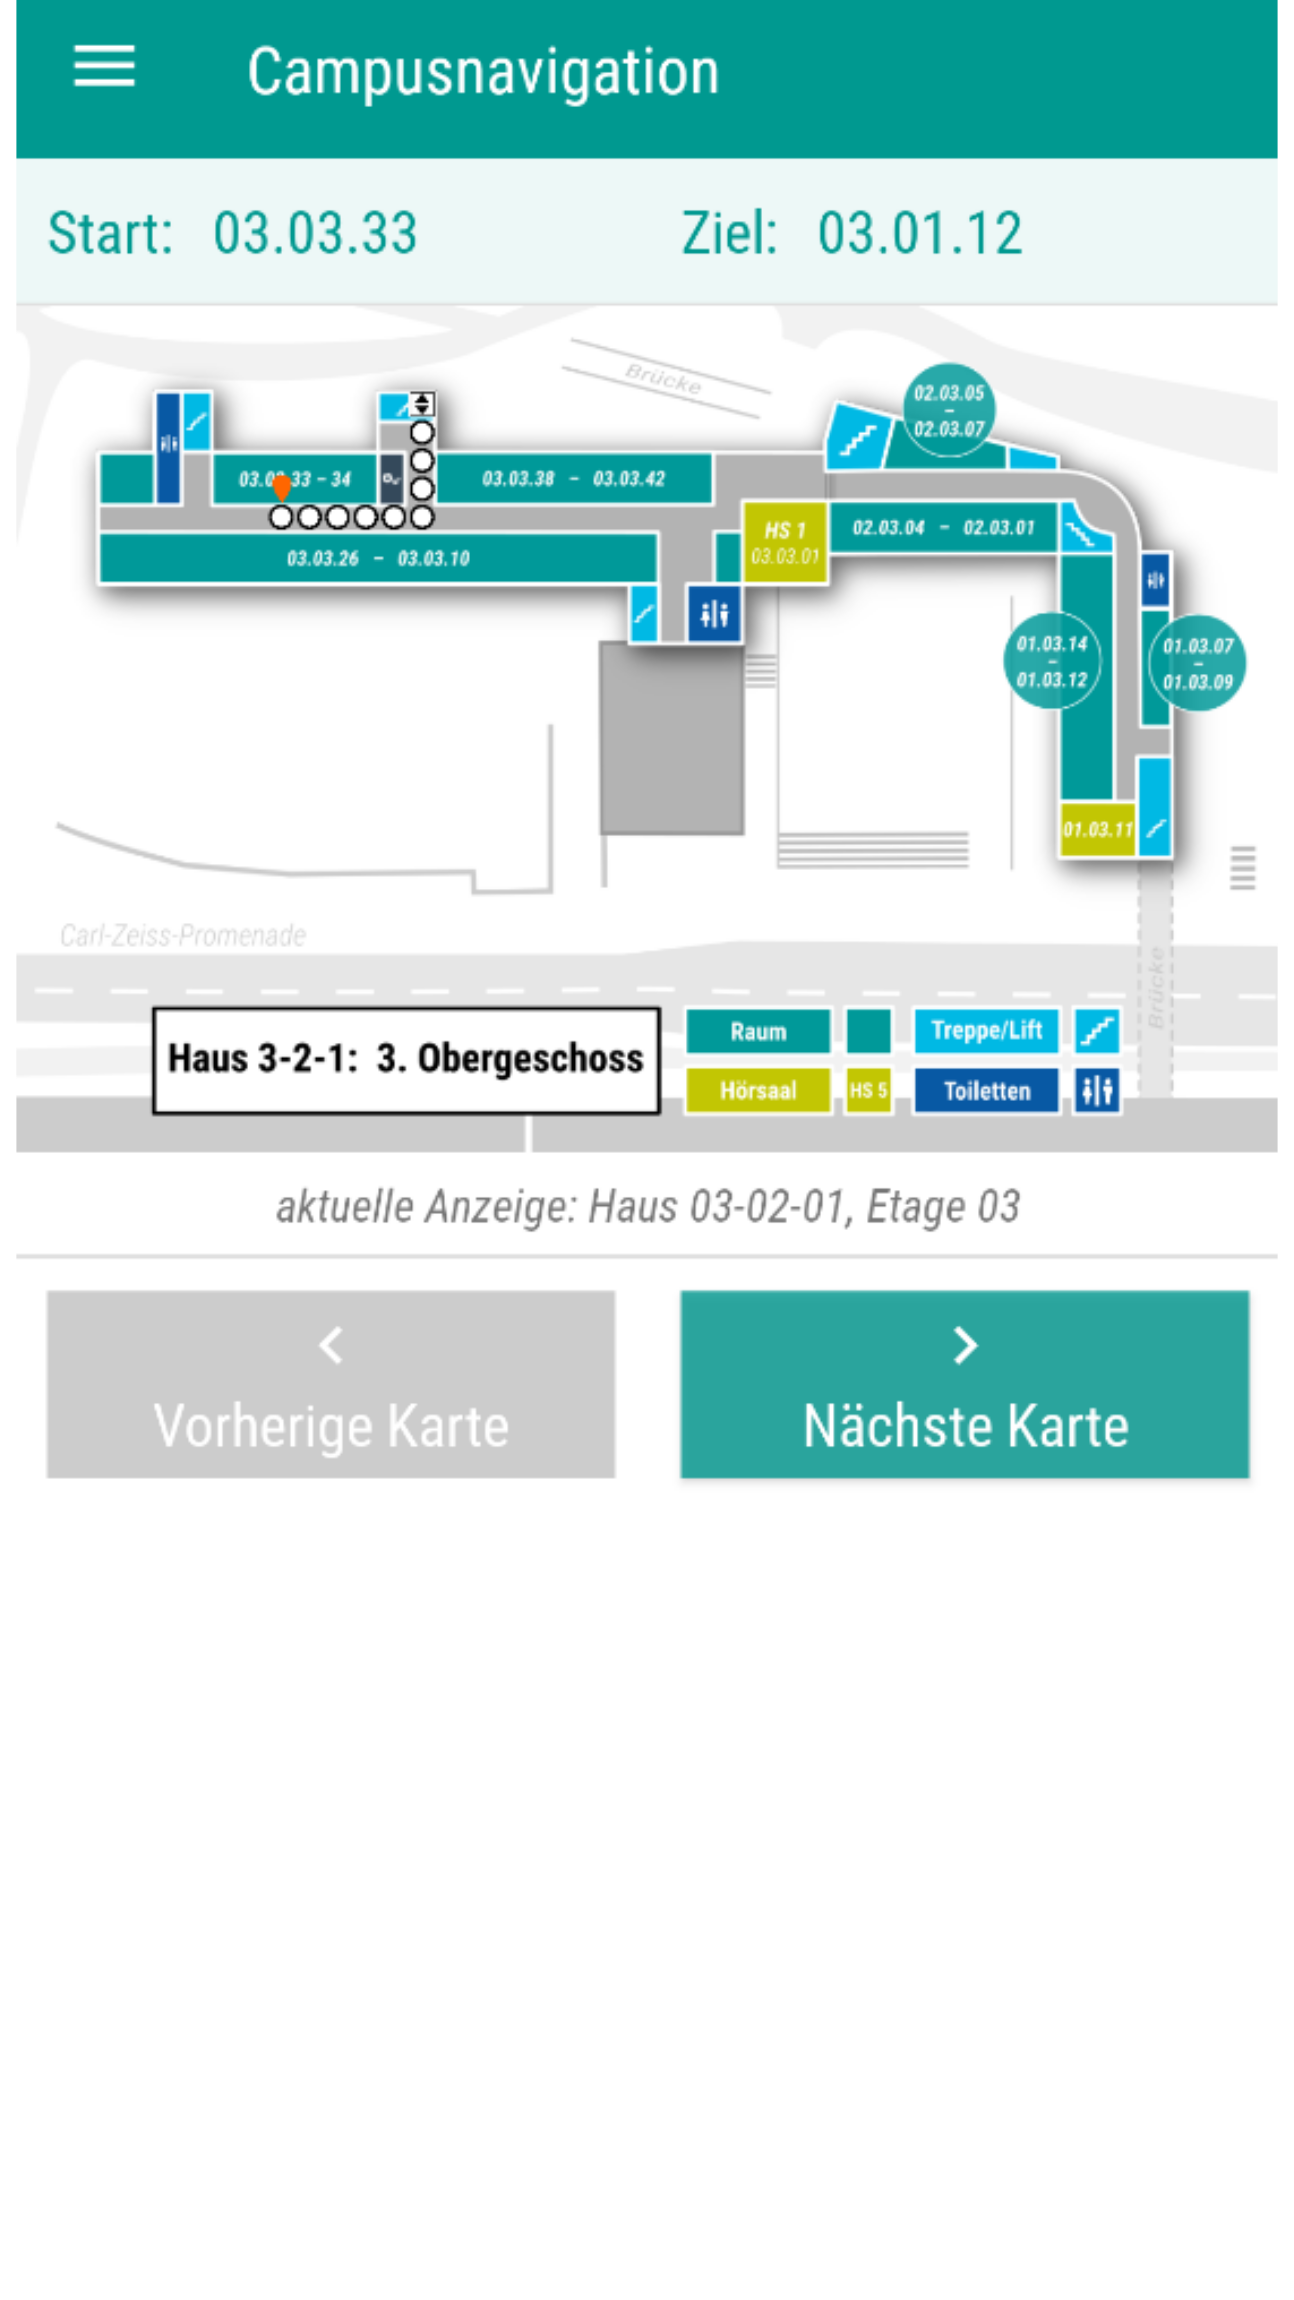 Campusnavigation
Start: 03.03.33 Ziel: 03.01.12
Brücke
02.03.05
–
02.03.07
33 – 34
03.03.38 – 03.03.42
HS 1
03.03.01
02.03.04 – 02.03.01
03.03.26 – 03.03.10
01.03.14
–
01.03.12
01.03.07
–
01.03.09
01.03.11
Carl-Zeiss-Promenade
Brücke
Haus 3-2-1: 3. Obergeschoss
Raum
Treppe/Lift
Hörsaal
HS 5
Toiletten
aktuelle Anzeige: Haus 03-02-01, Etage 03
Vorherige Karte
Nächste Karte